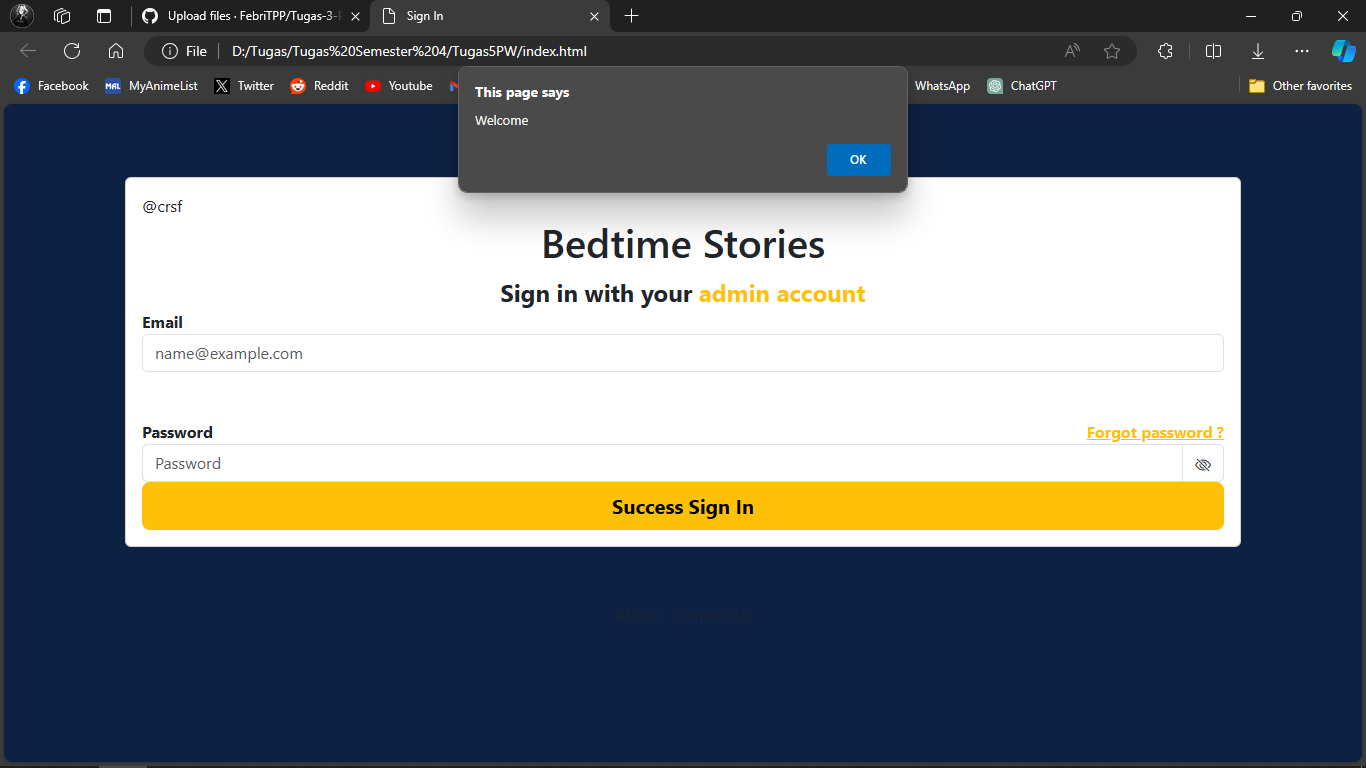 Upload files · FebriTPP/Tugas-3-
Sign In
File
D:/Tugas/Tugas%20Semester%204/Tugas5PW/index.html
Facebook
MAL MyAnimeList
Twitter
Reddit
Youtube
WhatsApp
ChatGPT
Other favorites
This page says
Welcome
OK
@crsf
Bedtime Stories
Sign in with your admin account
Email
name@example.com
Password Forgot password ?
Password
Success Sign In
About Contact Us